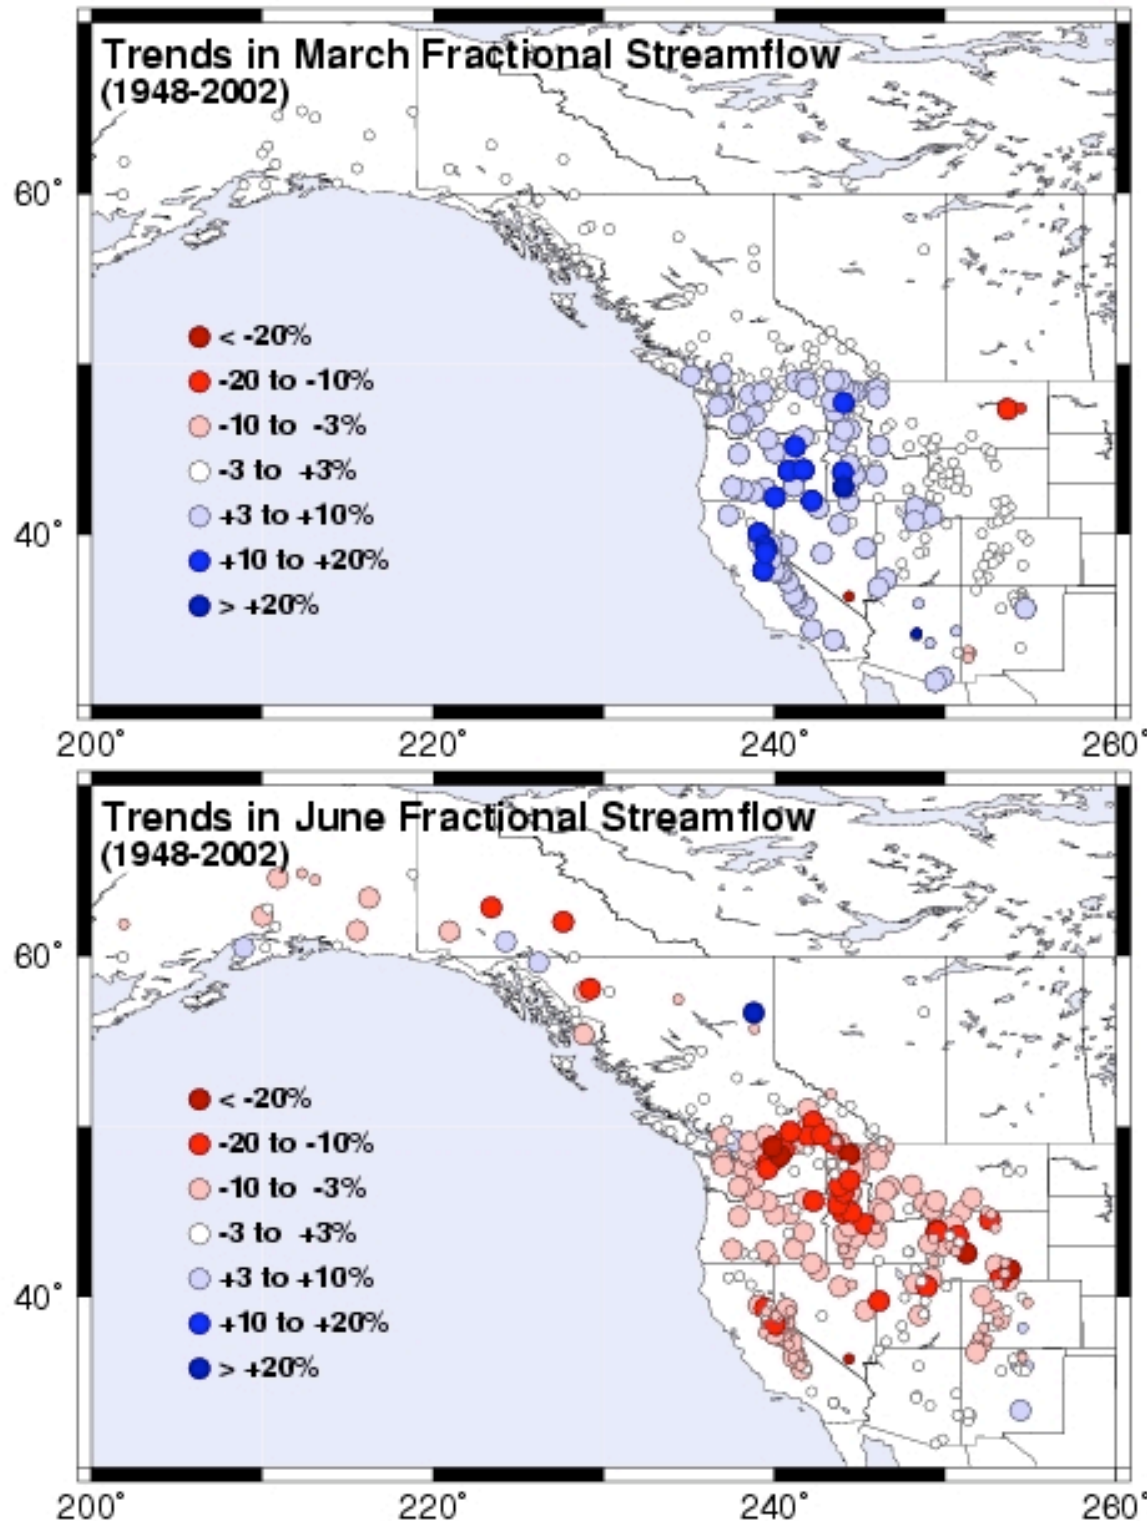 Trends in March Fractional Streamflow
(1948-2002)
60°
< -20%
-20 to -10%
-10 to -3%
-3 to +3%
+3 to +10%
40°
+10 to +20%
> +20%
200° 220° 240° 260°
Trends in June Fractional Streamflow
(1948-2002)
60°
< -20%
-20 to -10%
-10 to -3%
-3 to +3%
+3 to +10%
40°
+10 to +20%
> +20%
200° 220° 240° 260°